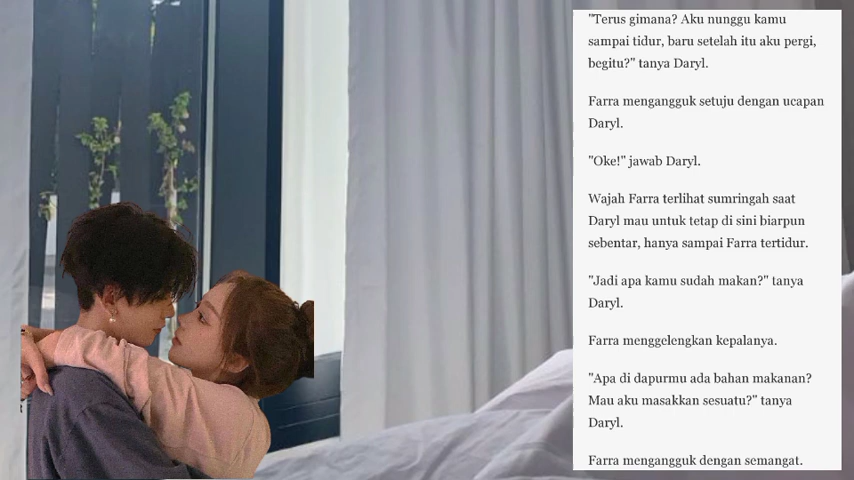 "Terus gimana? Aku nunggu kamu
sampai tidur, baru setelah itu aku pergi,
begitu?" tanya Daryl.
Farra mengangguk setuju dengan ucapan
Daryl.
"Oke!" jawab Daryl.
Wajah Farra terlihat sumringah saat
Daryl mau untuk tetap di sini biarpun
sebentar, hanya sampai Farra tertidur.
"Jadi apa kamu sudah makan?" tanya
Daryl.
Farra menggelengkan kepalanya.
"Apa di dapurmu ada bahan makanan?
Mau aku masakkan sesuatu?" tanya
Daryl.
Farra mengangguk dengan semangat.